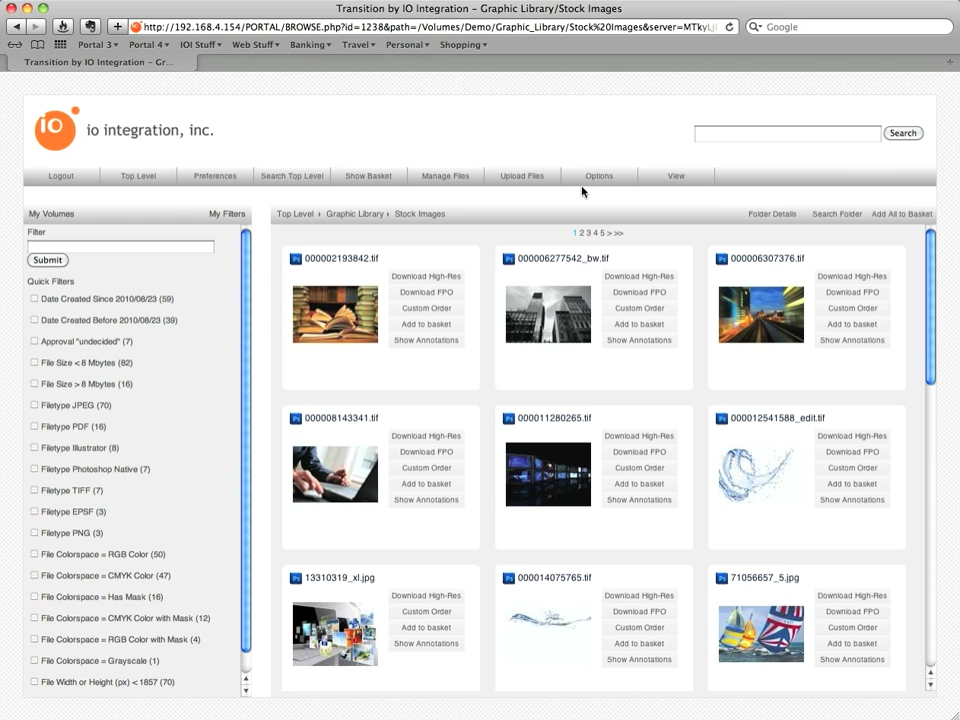 Transition by IO Integration – Graphic Library/Stock Images
http://192.168.4.154/PORTAL/BROWSE.php?id=1238&path=/Volumes/Demo/Graphic_Library/Stock%20Images&server=MTkyLj
Google
Portal 3 Portal 4 IOI Stuff Web Stuff Banking Travel Personal Shopping
Transition by IO Integration – Gr...
io io integration, inc.
Search
Logout Top Level Preferences Search Top Level Show Basket Manage Files Upload Files Options View
My Volumes My Filters
Top Level › Graphic Library › Stock Images Folder Details Search Folder Add All to Basket
Filter
Submit
Quick Filters
Date Created Since 2010/08/23 (59)
Date Created Before 2010/08/23 (39)
Approval "undecided" (7)
File Size < 8 Mbytes (82)
File Size > 8 Mbytes (16)
Filetype JPEG (70)
Filetype PDF (16)
Filetype Illustrator (8)
Filetype Photoshop Native (7)
Filetype TIFF (7)
Filetype EPSF (3)
Filetype PNG (3)
File Colorspace = RGB Color (50)
File Colorspace = CMYK Color (47)
File Colorspace = Has Mask (16)
File Colorspace = CMYK Color with Mask (12)
File Colorspace = RGB Color with Mask (4)
File Colorspace = Grayscale (1)
File Width or Height (px) < 1857 (70)
1 2 3 4 5 > >>
Ps 000002193842.tif
Download High-Res
Download FPO
Custom Order
Add to basket
Show Annotations
Ps 000006277542_bw.tif
Download High-Res
Download FPO
Custom Order
Add to basket
Show Annotations
Ps 000006307376.tif
Download High-Res
Download FPO
Custom Order
Add to basket
Show Annotations
Ps 000008143341.tif
Download High-Res
Download FPO
Custom Order
Add to basket
Show Annotations
Ps 000011280265.tif
Download High-Res
Download FPO
Custom Order
Add to basket
Show Annotations
Ps 000012541588_edit.tif
Download High-Res
Download FPO
Custom Order
Add to basket
Show Annotations
Ps 13310319_xl.jpg
Download High-Res
Custom Order
Add to basket
Show Annotations
Ps 000014075765.tif
Download High-Res
Download FPO
Custom Order
Add to basket
Show Annotations
Ps 71056657_5.jpg
Download High-Res
Download FPO
Custom Order
Add to basket
Show Annotations